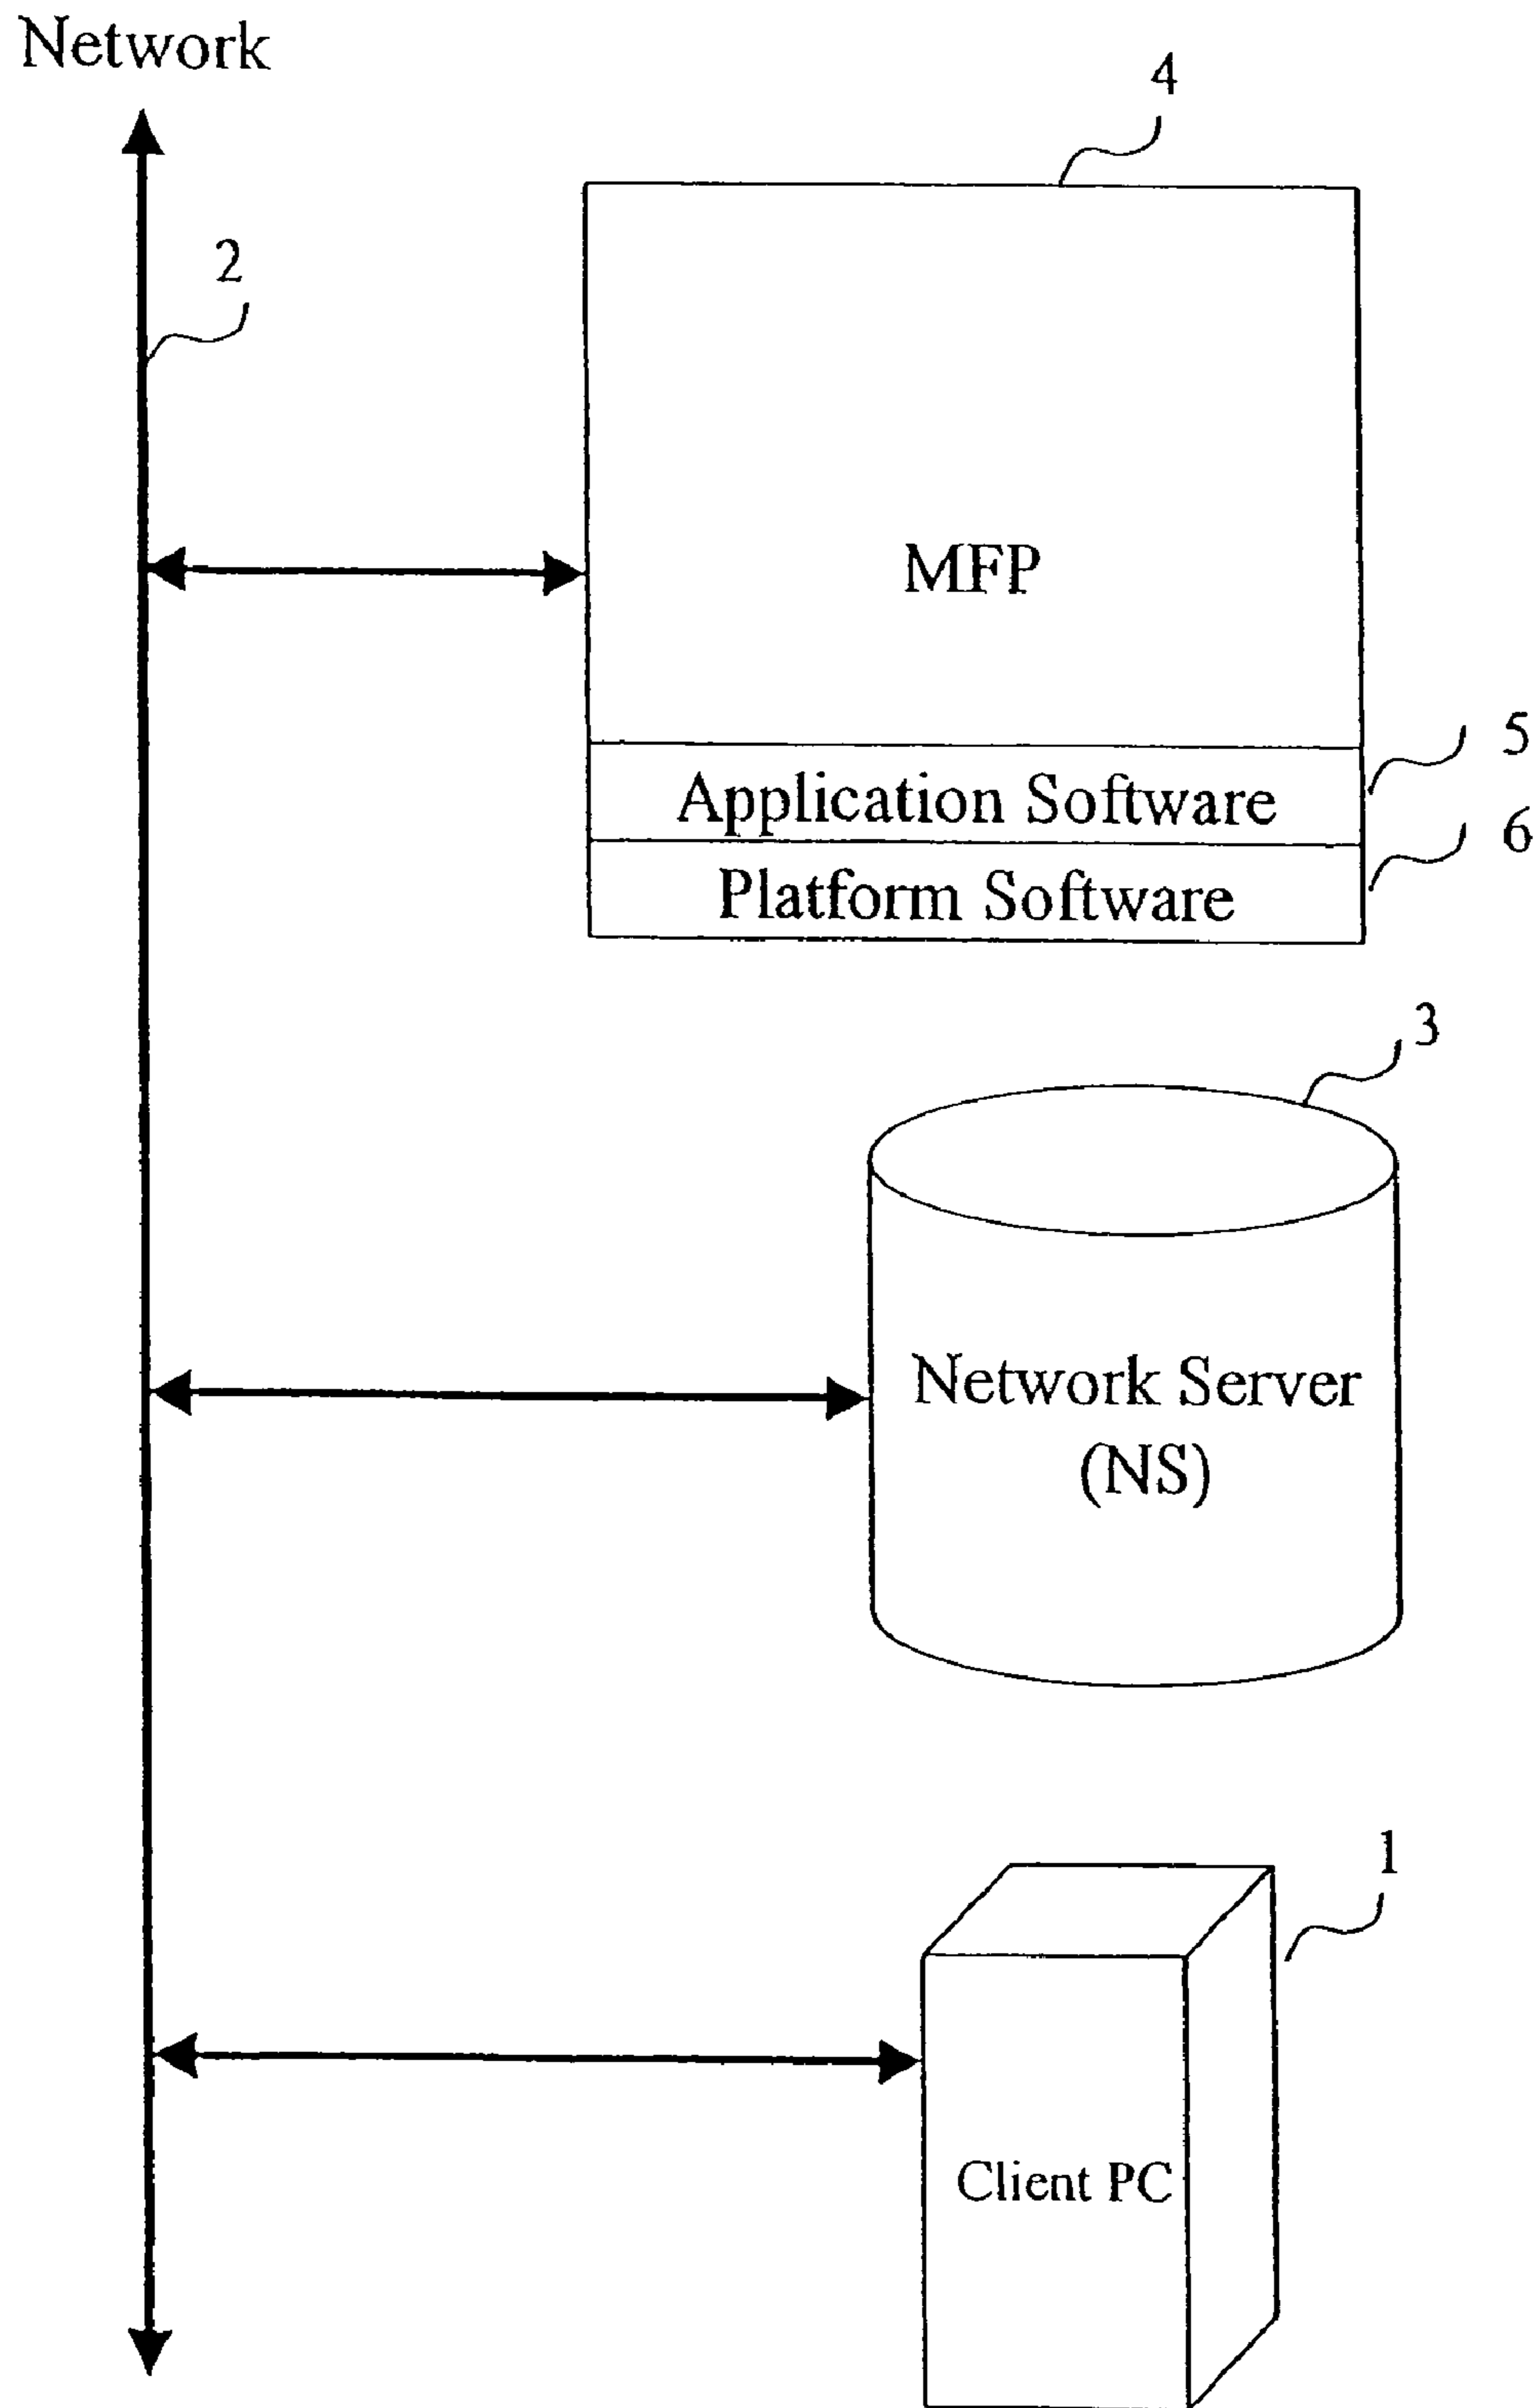 Network
4
2
MFP
5
Application Software
6
Platform Software
3
Network Server
(NS)
1
Client PC